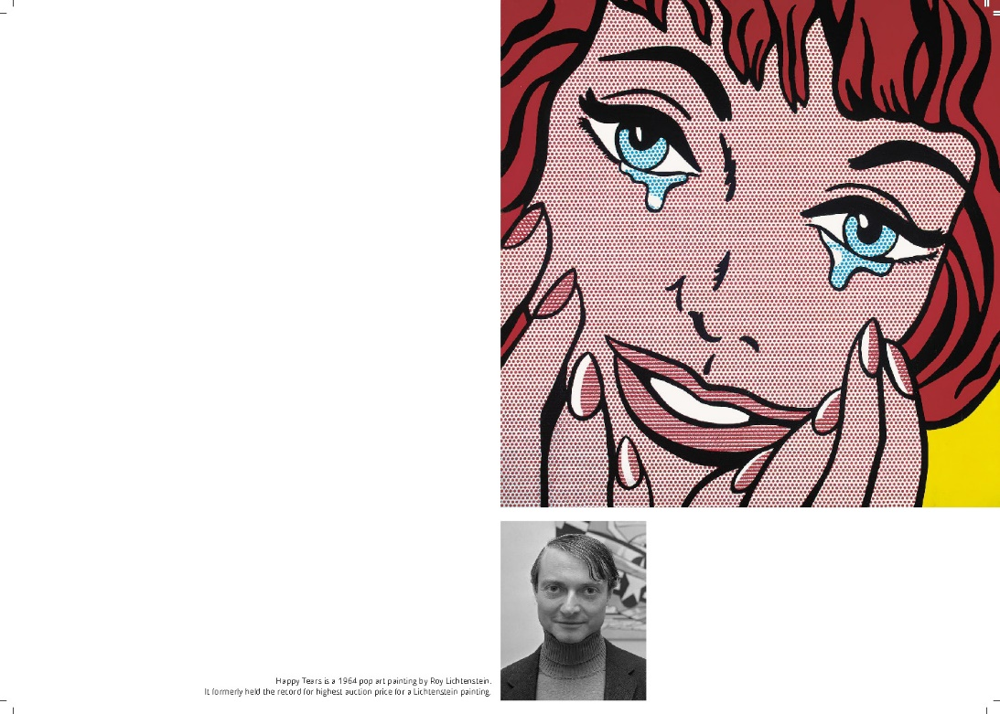 Happy Tears is a 1964 pop art painting by Roy Lichtenstein.
It formerly held the record for highest auction price for a Lichtenstein painting.